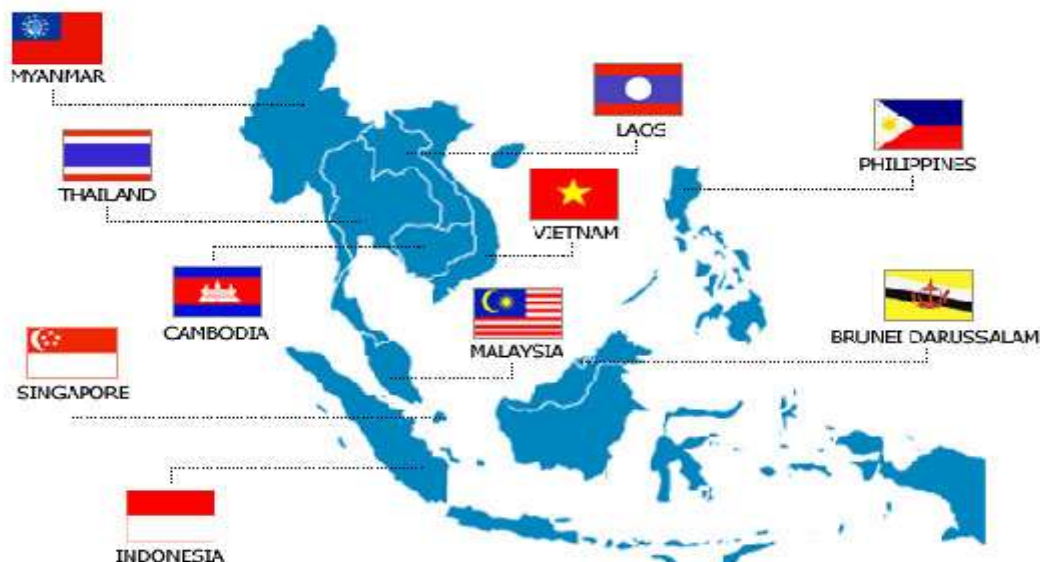 MYANMAR
LAOS
PHILIPPINES
THAILAND
VIETNAM
CAMBODIA
MALAYSIA
BRUNEI DARUSSALAM
SINGAPORE
INDONESIA